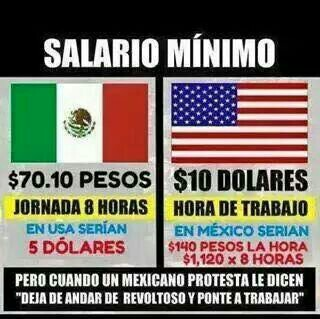 SALARIO MÍNIMO
$70.10 PESOS
JORNADA 8 HORAS
EN USA SERÍAN
5 DÓLARES
$10 DOLARES
HORA DE TRABAJO
EN MÉXICO SERIAN
$140 PESOS LA HORA
$1,120 x 8 HORAS
PERO CUANDO UN MEXICANO PROTESTA LE DICEN
"DEJA DE ANDAR DE REVOLTOSO Y PONTE A TRABAJAR"